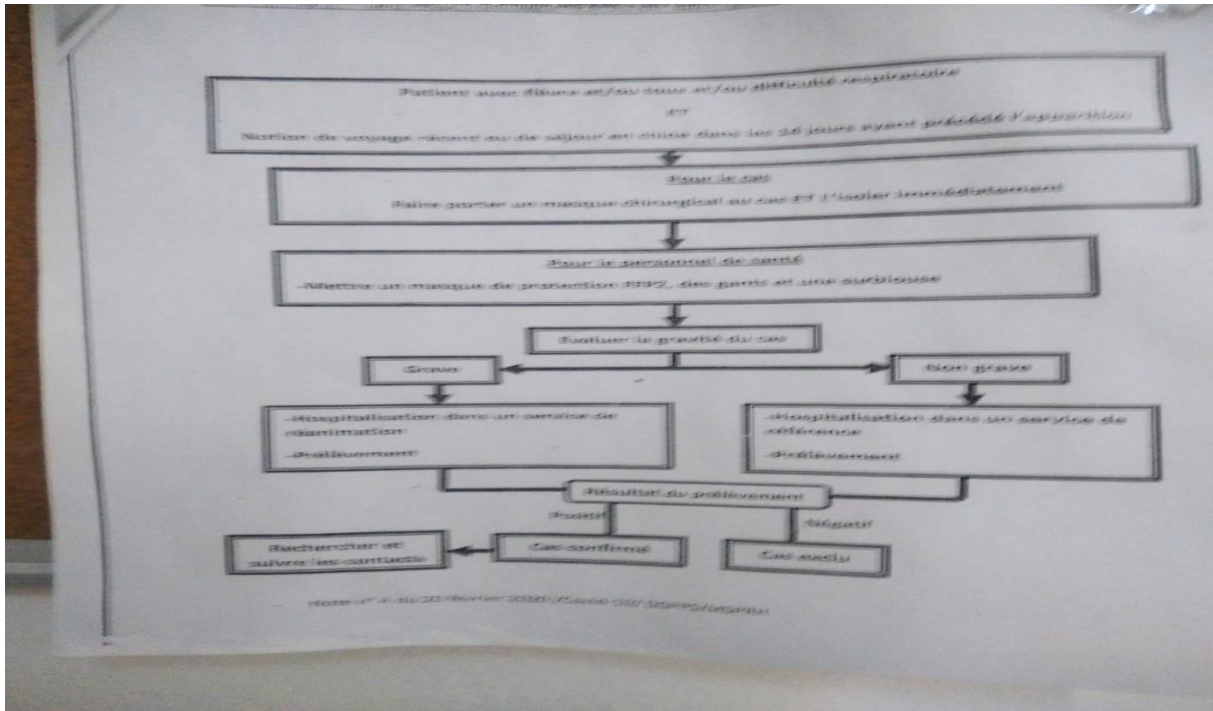 Patient avec fièvre et/ou toux et/ou difficulté respiratoire
ET
Notion de voyage récent ou de séjour en chine dans les 14 jours ayant précédé l'apparition
Pour le cas
Faire porter un masque chirurgical au cas ET L'isoler immédiatement
Pour le personnel de santé
-Mettre un masque de protection FFP2, des gants et une surblouse
Evaluer la gravité du cas
Grave
Non grave
-Hospitalisation dans un service de
réanimation
-Prélèvement
-Hospitalisation dans un service de
référence
-Prélèvement
Résultat du prélèvement
Positif
Négatif
Rechercher et
suivre les contacts
Cas confirmé
Cas exclu
février 2020